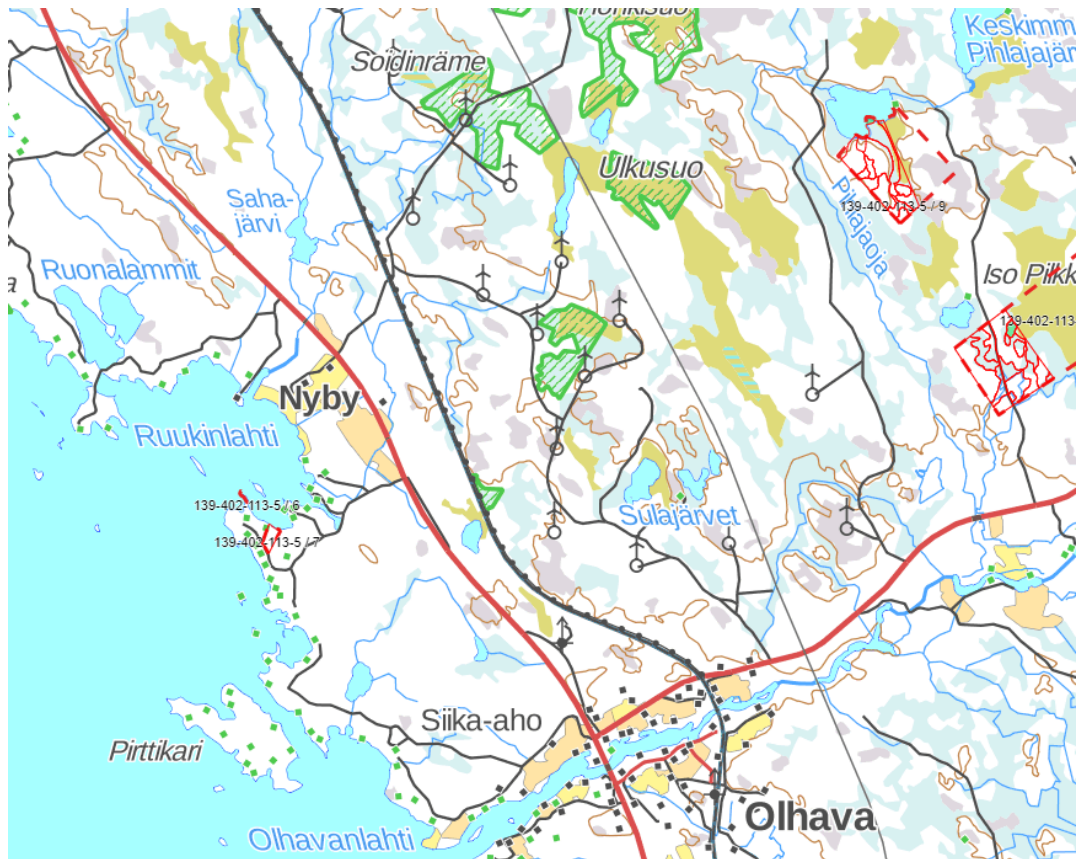 Soidinräme
Keskimm
Pihlajajär
Ulkusuo
Saha-
järvi
139-402-113-5 / 9
Pihlajaoja
Ruonalammit
a
Iso Pilkk
139-402-113-
Nyby
Ruukinlahti
139-402-113-5 / 6
Sulajärvet
139-402-113-5 / 7
Siika-aho
Pirttikari
Olhava
Olhavanlahti